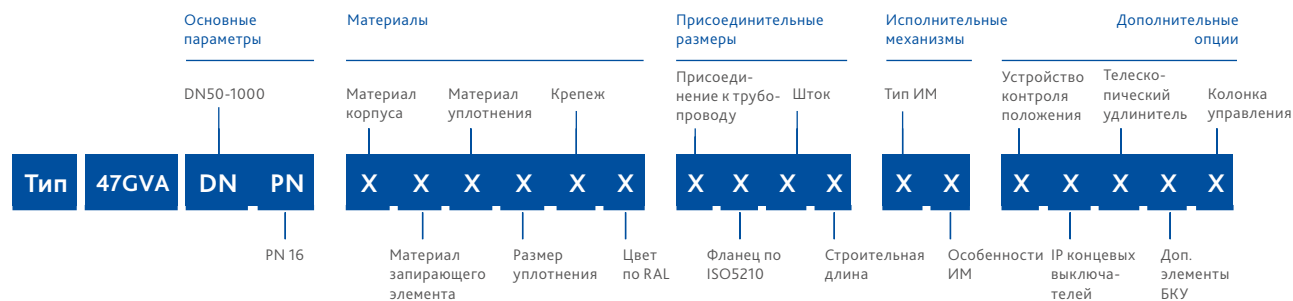 Основные
параметры
Материалы
Присоединительные
размеры
Исполнительные
механизмы
Дополнительные
опции
DN50-1000
Материал
корпуса
Материал
уплотнения
Крепеж
Присоеди-
нение к трубо-
проводу
Шток
Тип ИМ
Устройство
контроля
положения
Телеско-
пический
удлинитель
Колонка
управления
Тип 47GVA DN PN X X X X X X X X X X X X X X X X X
PN 16
Материал
запирающего
элемента
Размер
уплотнения
Цвет
по RAL
Фланец по
ISO5210
Строительная
длина
Особенности
ИМ
IP концевых
выключа-
телей
Доп.
элементы
БКУ